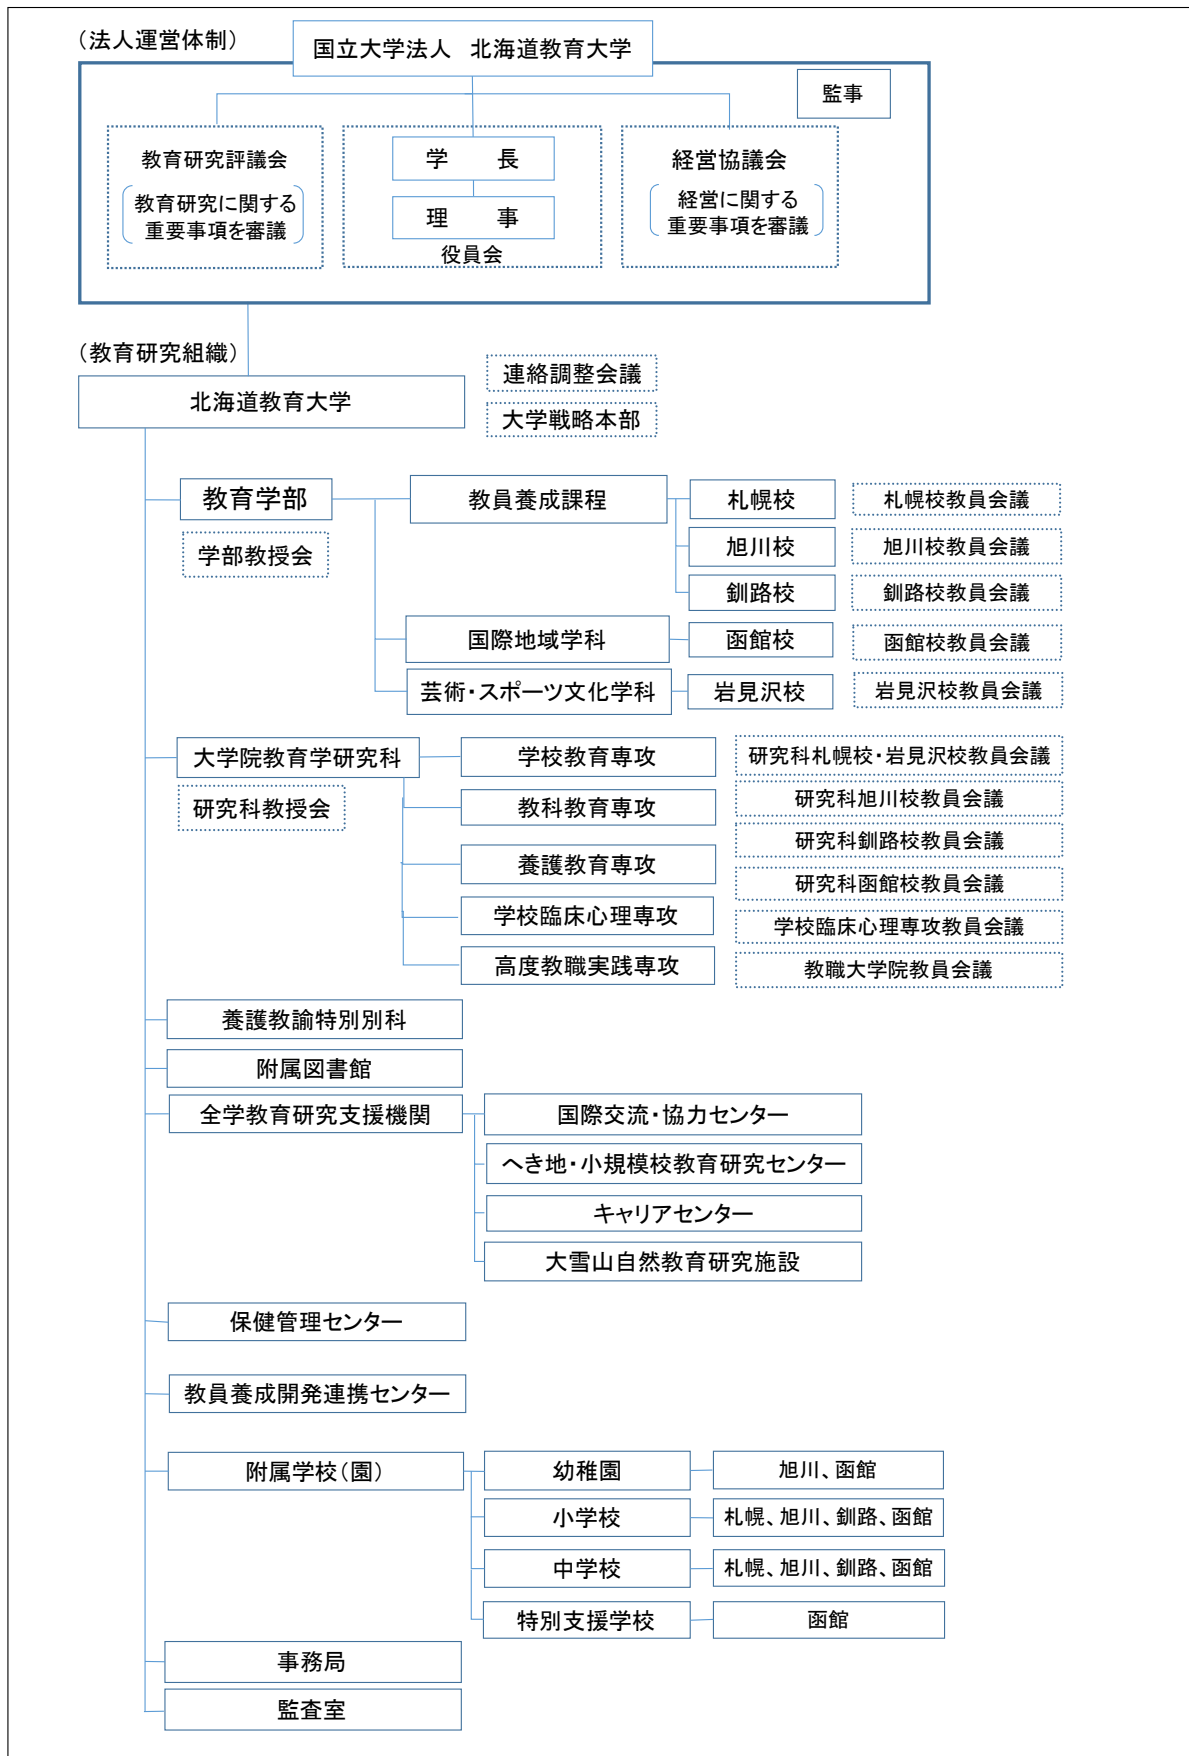 （法人運営体制）
国立大学法人　北海道教育大学
監事
教育研究評議会
教育研究に関する
重要事項を審議
学　　長
理　　事
役員会
経営協議会
経営に関する
重要事項を審議
（教育研究組織）
北海道教育大学
連絡調整会議
大学戦略本部
教育学部
学部教授会
教員養成課程
札幌校
札幌校教員会議
旭川校
旭川校教員会議
釧路校
釧路校教員会議
国際地域学科
函館校
函館校教員会議
芸術・スポーツ文化学科
岩見沢校
岩見沢校教員会議
大学院教育学研究科
研究科教授会
学校教育専攻
研究科札幌校・岩見沢校教員会議
教科教育専攻
研究科旭川校教員会議
研究科釧路校教員会議
養護教育専攻
研究科函館校教員会議
学校臨床心理専攻
学校臨床心理専攻教員会議
高度教職実践専攻
教職大学院教員会議
養護教諭特別別科
附属図書館
全学教育研究支援機関
国際交流・協力センター
へき地・小規模校教育研究センター
キャリアセンター
大雪山自然教育研究施設
保健管理センター
教員養成開発連携センター
附属学校（園）
幼稚園
旭川、函館
小学校
札幌、旭川、釧路、函館
中学校
札幌、旭川、釧路、函館
特別支援学校
函館
事務局
監査室